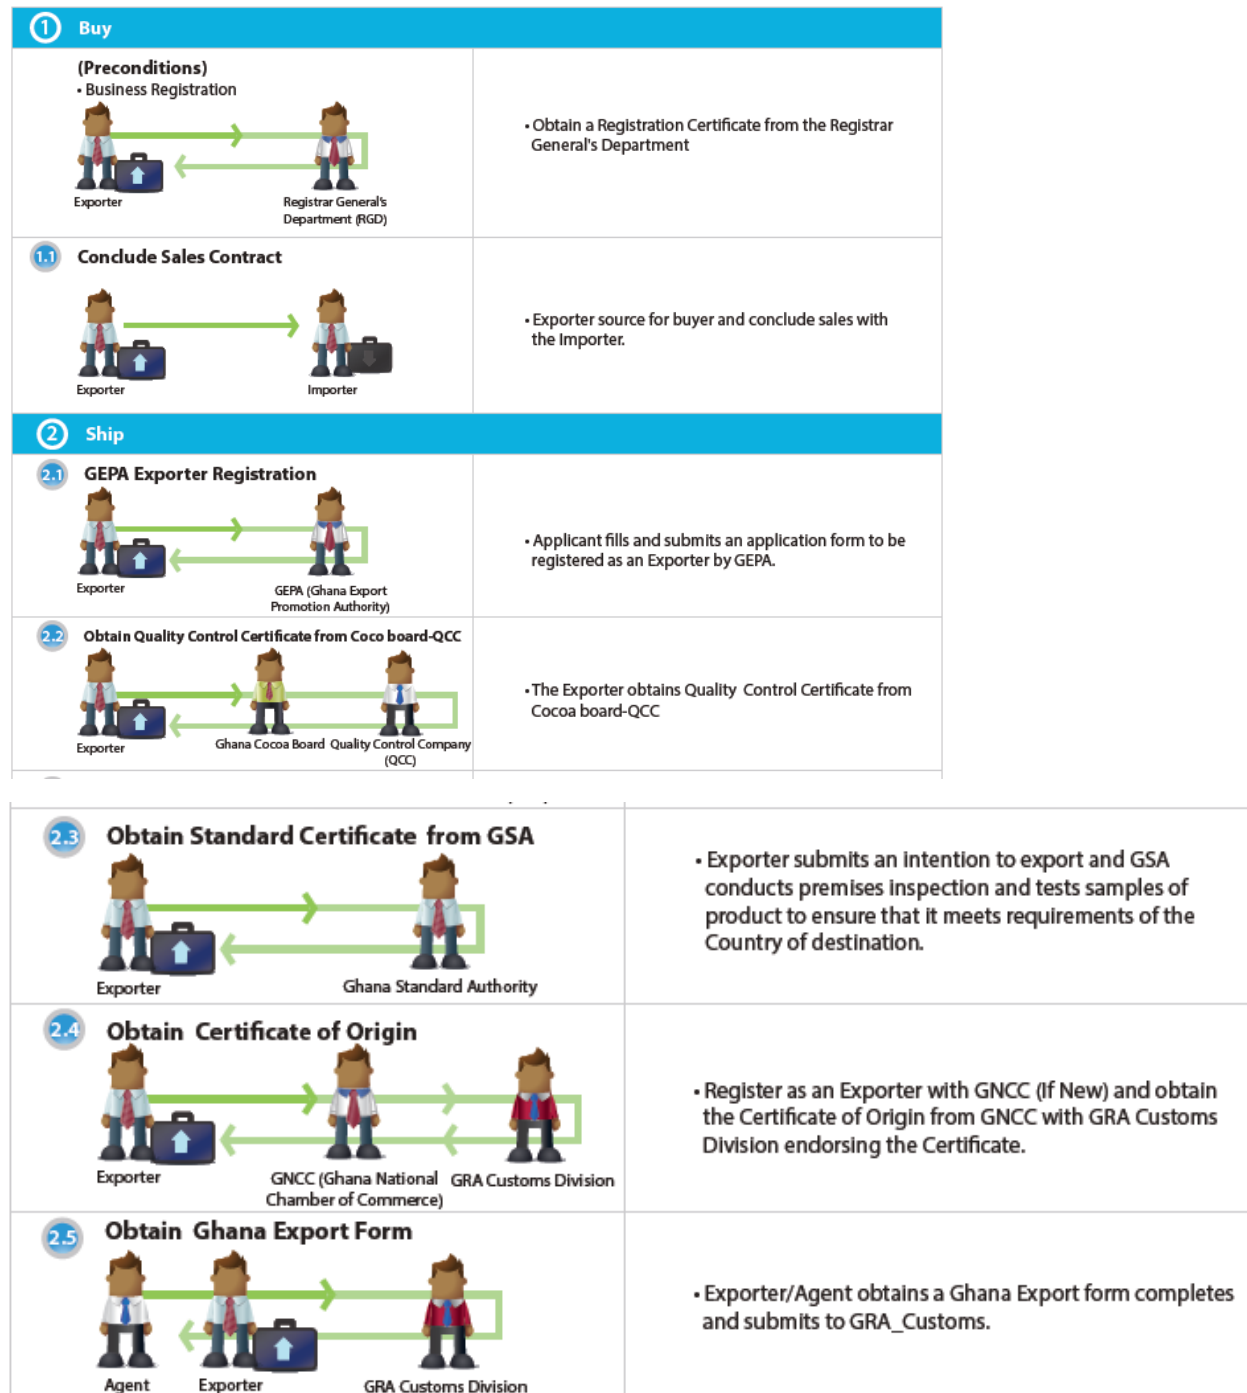 1 Buy
(Preconditions)
• Business Registration
Exporter
Registrar General's
Department (RGD)
• Obtain a Registration Certificate from the Registrar
General's Department
1.1 Conclude Sales Contract
Exporter
Importer
• Exporter source for buyer and conclude sales with
the Importer.
2 Ship
2.1 GEPA Exporter Registration
Exporter
GEPA (Ghana Export
Promotion Authority)
• Applicant fills and submits an application form to be
registered as an Exporter by GEPA.
2.2 Obtain Quality Control Certificate from Coco board-QCC
Exporter
Ghana Cocoa Board
Quality Control Company
(QCC)
• The Exporter obtains Quality Control Certificate from
Cocoa board-QCC
2.3 Obtain Standard Certificate from GSA
Exporter
Ghana Standard Authority
• Exporter submits an intention to export and GSA
conducts premises inspection and tests samples of
product to ensure that it meets requirements of the
Country of destination.
2.4 Obtain Certificate of Origin
Exporter
GNCC (Ghana National
Chamber of Commerce)
GRA Customs Division
• Register as an Exporter with GNCC (If New) and obtain
the Certificate of Origin from GNCC with GRA Customs
Division endorsing the Certificate.
2.5 Obtain Ghana Export Form
Agent
Exporter
GRA Customs Division
• Exporter/Agent obtains a Ghana Export form completes
and submits to GRA_Customs.